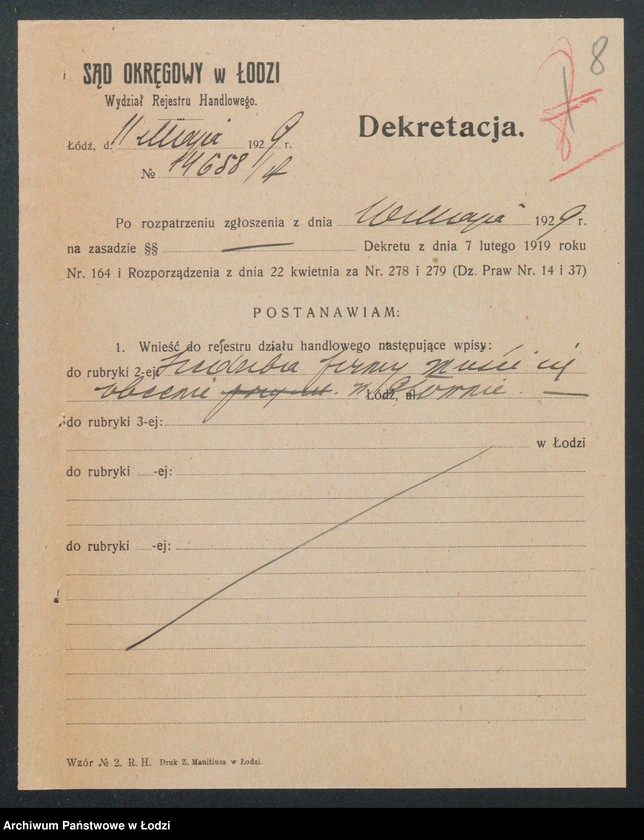 8
SĄD OKRĘGOWY w ŁODZI
Wydział Rejestru Handlowego.
Dekretacja.
Łódź, d. 11 Maja 1929 r.
№ 14658/
Po rozpatrzeniu zgłoszenia z dnia Maja 1929 r.
na zasadzie §§ — Dekretu z dnia 7 lutego 1919 roku
Nr. 164 i Rozporządzenia z dnia 22 kwietnia za Nr. 278 i 279 (Dz. Praw Nr. 14 i 37)
POSTANAWIAM:
1. Wnieść do rejestru działu handlowego następujące wpisy:
do rubryki 2-ej: Siedziba firmy mieści się
obecnie w Łódź, ul.
do rubryki 3-ej:
w Łodzi
do rubryki -ej:
do rubryki -ej:
Wzór № 2. R. H. Druk Z. Manitiusa w Łodzi.
Archiwum Państwowe w Łodzi